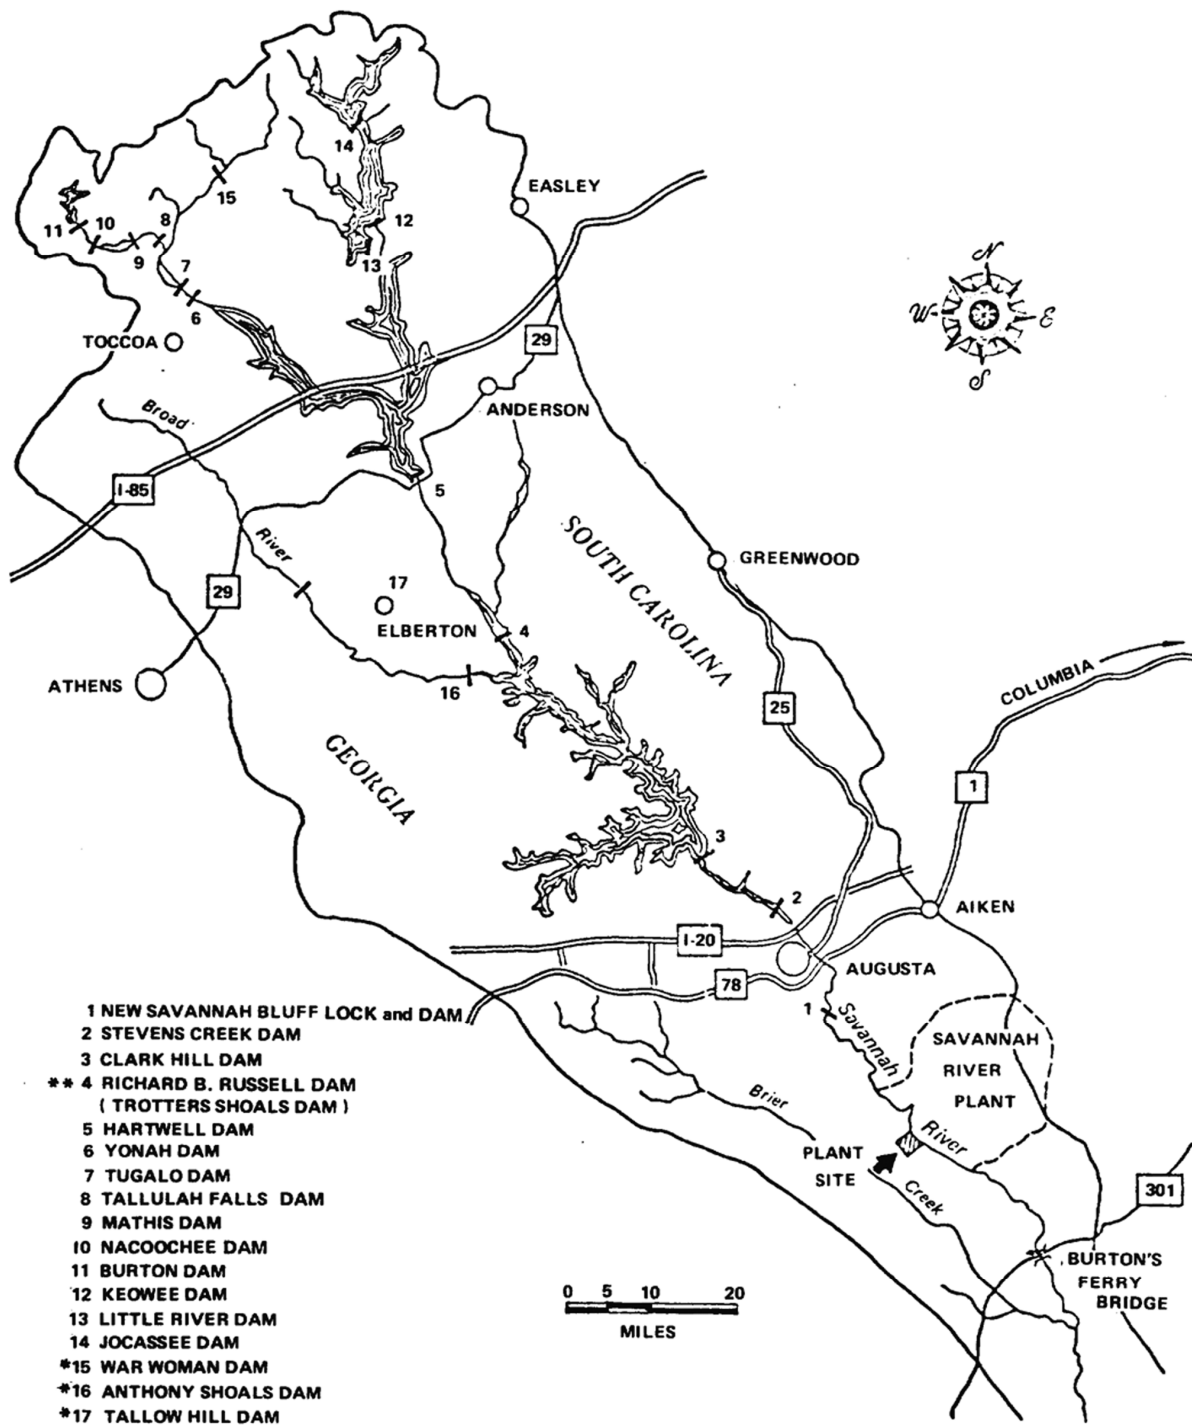 14
EASLEY
15
12
11
10
8
9
13
7
6
N
W
E
S
TOCCOA
29
ANDERSON
Broad
I-85
5
River
SOUTH CAROLINA
GREENWOOD
29
17
ELBERTON
4
ATHENS
16
COLUMBIA
25
GEORGIA
1
3
2
AIKEN
I-20
AUGUSTA
78
1
Savannah
SAVANNAH
RIVER
PLANT
Brier
River
PLANT
SITE
Creek
301
BURTON'S
FERRY
BRIDGE
0 5 10 20
MILES
1 NEW SAVANNAH BLUFF LOCK and DAM
2 STEVENS CREEK DAM
3 CLARK HILL DAM
**4 RICHARD B. RUSSELL DAM
( TROTTERS SHOALS DAM )
5 HARTWELL DAM
6 YONAH DAM
7 TUGALO DAM
8 TALLULAH FALLS DAM
9 MATHIS DAM
10 NACOOCHEE DAM
11 BURTON DAM
12 KEOWEE DAM
13 LITTLE RIVER DAM
14 JOCASSEE DAM
*15 WAR WOMAN DAM
*16 ANTHONY SHOALS DAM
*17 TALLOW HILL DAM